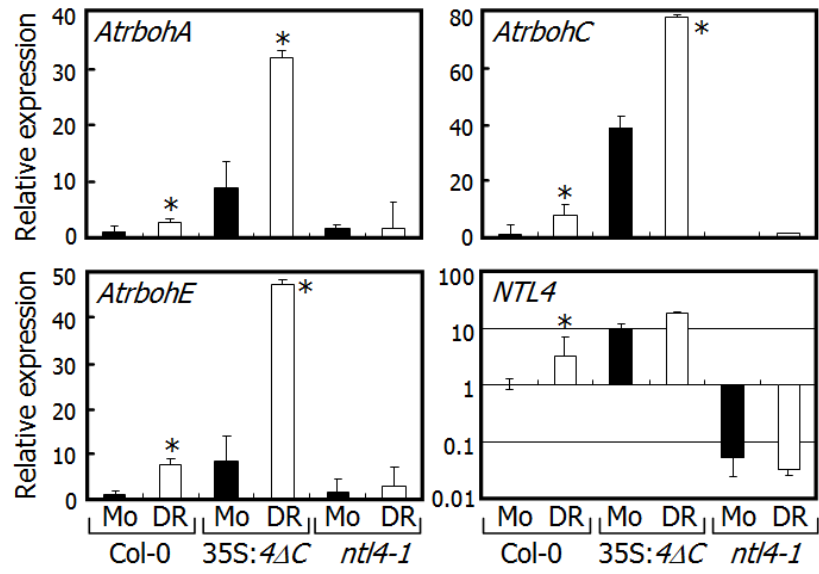 Relative expression
AtrbohA
40
30
20
10
0
*
*
AtrbohC
80
60
40
20
0
*
*
Relative expression
AtrbohE
50
40
30
20
10
0
*
*
NTL4
100
10
1
0.1
0.01
*
Mo DR Mo DR Mo DR
Col-0 35S:4ΔC ntl4-1
Mo DR Mo DR Mo DR
Col-0 35S:4ΔC ntl4-1